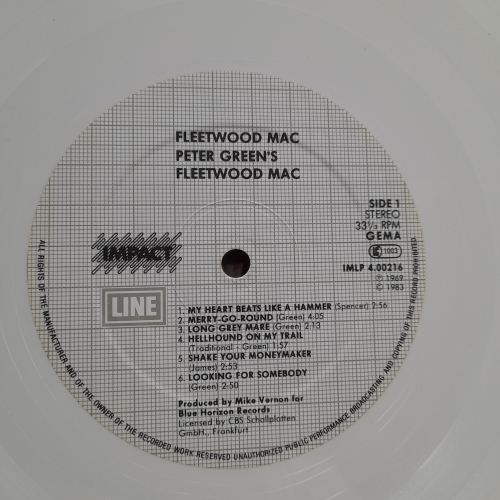 FLEETWOOD MAC
PETER GREEN'S
FLEETWOOD MAC
SIDE 1
STEREO
33⅓ RPM
GEMA
LC 1003
IMLP 4.00216
℗ 1969
© 1983
IMPACT
LINE
1. MY HEART BEATS LIKE A HAMMER (Spencer) 2:56
2. MERRY-GO-ROUND (Green) 4:05
3. LONG GREY MARE (Green) 2:13
4. HELLHOUND ON MY TRAIL
(Traditional - Green) 1:57
5. SHAKE YOUR MONEYMAKER
(James) 2:53
6. LOOKING FOR SOMEBODY
(Green) 2:50
Produced by Mike Vernon for
Blue Horizon Records
Licensed by CBS Schallplatten
GmbH., Frankfurt
ALL RIGHTS OF THE MANUFACTURER AND OF THE OWNER OF THE RECORDED WORK RESERVED UNAUTHORIZED PUBLIC PERFORMANCE BROADCASTING AND COPYING OF THIS RECORD PROHIBITED